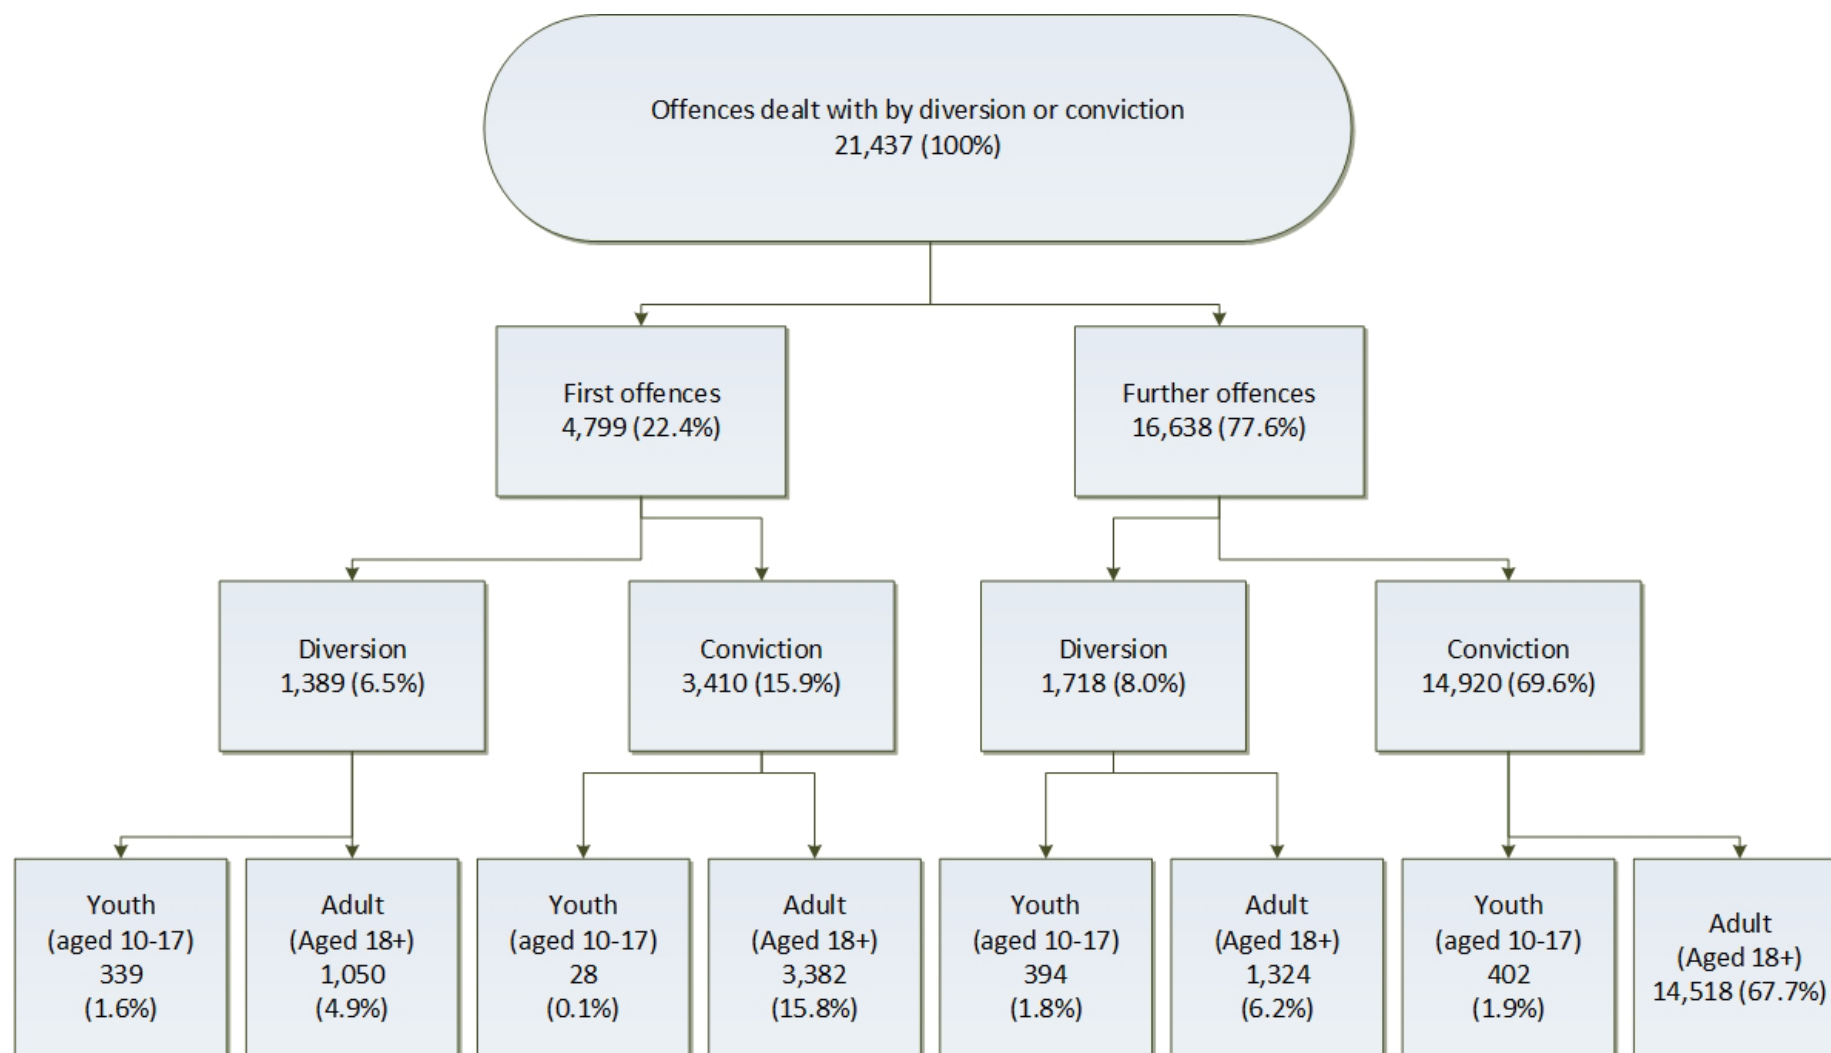 Offences dealt with by diversion or conviction
21,437 (100%)
First offences
4,799 (22.4%)
Further offences
16,638 (77.6%)
Diversion
1,389 (6.5%)
Conviction
3,410 (15.9%)
Diversion
1,718 (8.0%)
Conviction
14,920 (69.6%)
Youth
(aged 10-17)
339
(1.6%)
Adult
(Aged 18+)
1,050
(4.9%)
Youth
(aged 10-17)
28
(0.1%)
Adult
(Aged 18+)
3,382
(15.8%)
Youth
(aged 10-17)
394
(1.8%)
Adult
(Aged 18+)
1,324
(6.2%)
Youth
(aged 10-17)
402
(1.9%)
Adult
(Aged 18+)
14,518 (67.7%)